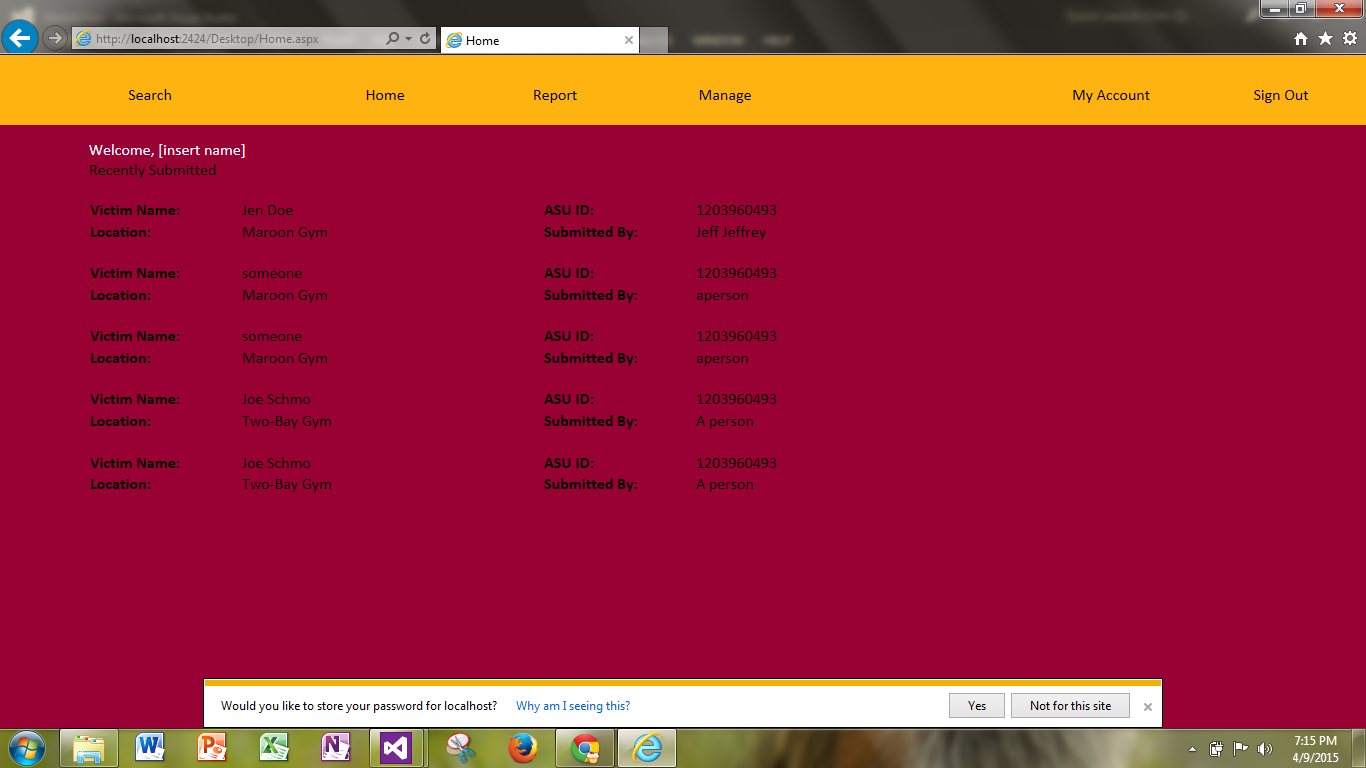 http://localhost:2424/Desktop/Home.aspx
Home
Search Home Report Manage My Account Sign Out
Welcome, [insert name]
Recently Submitted
Victim Name: Jen Doe ASU ID: 1203960493
Location: Maroon Gym Submitted By: Jeff Jeffrey
Victim Name: someone ASU ID: 1203960493
Location: Maroon Gym Submitted By: aperson
Victim Name: someone ASU ID: 1203960493
Location: Maroon Gym Submitted By: aperson
Victim Name: Joe Schmo ASU ID: 1203960493
Location: Two-Bay Gym Submitted By: A person
Victim Name: Joe Schmo ASU ID: 1203960493
Location: Two-Bay Gym Submitted By: A person
Would you like to store your password for localhost? Why am I seeing this? Yes Not for this site
7:15 PM
4/9/2015